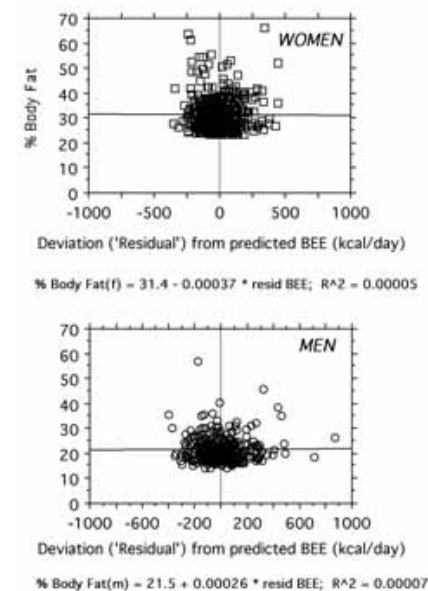 70
60
50
40
30
20
10
0
% Body Fat
WOMEN
-1000 -500 0 500 1000
Deviation ('Residual') from predicted BEE (kcal/day)
% Body Fat(f) = 31.4 - 0.00037 * resid BEE; R^2 = 0.00005
70
60
50
40
30
20
10
0
MEN
-1000 -600 -200 200 600 1000
Deviation ('Residual') from predicted BEE (kcal/day)
% Body Fat(m) = 21.5 + 0.00026 * resid BEE; R^2 = 0.00007